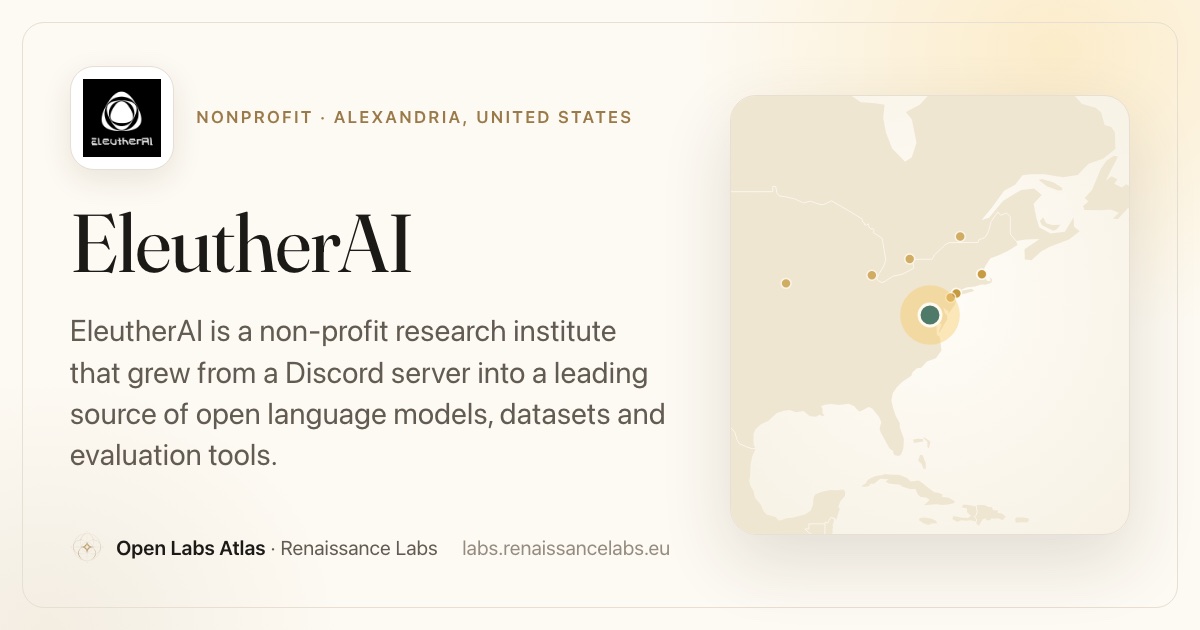 EleutherAI
NONPROFIT · ALEXANDRIA, UNITED STATES
EleutherAI
EleutherAI is a non-profit research institute
that grew from a Discord server into a leading
source of open language models, datasets and
evaluation tools.
Open Labs Atlas · Renaissance Labs labs.renaissancelabs.eu